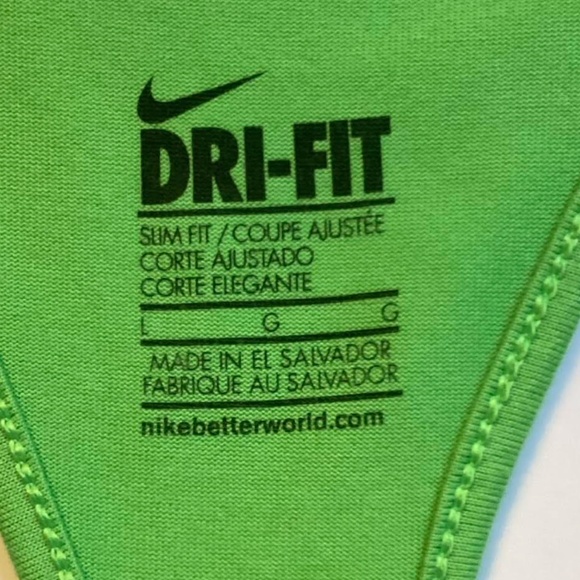 DRI-FIT
SLIM FIT / COUPE AJUSTÉE
CORTE AJUSTADO
CORTE ELEGANTE
L G G
MADE IN EL SALVADOR
FABRIQUE AU SALVADOR
nikebetterworld.com